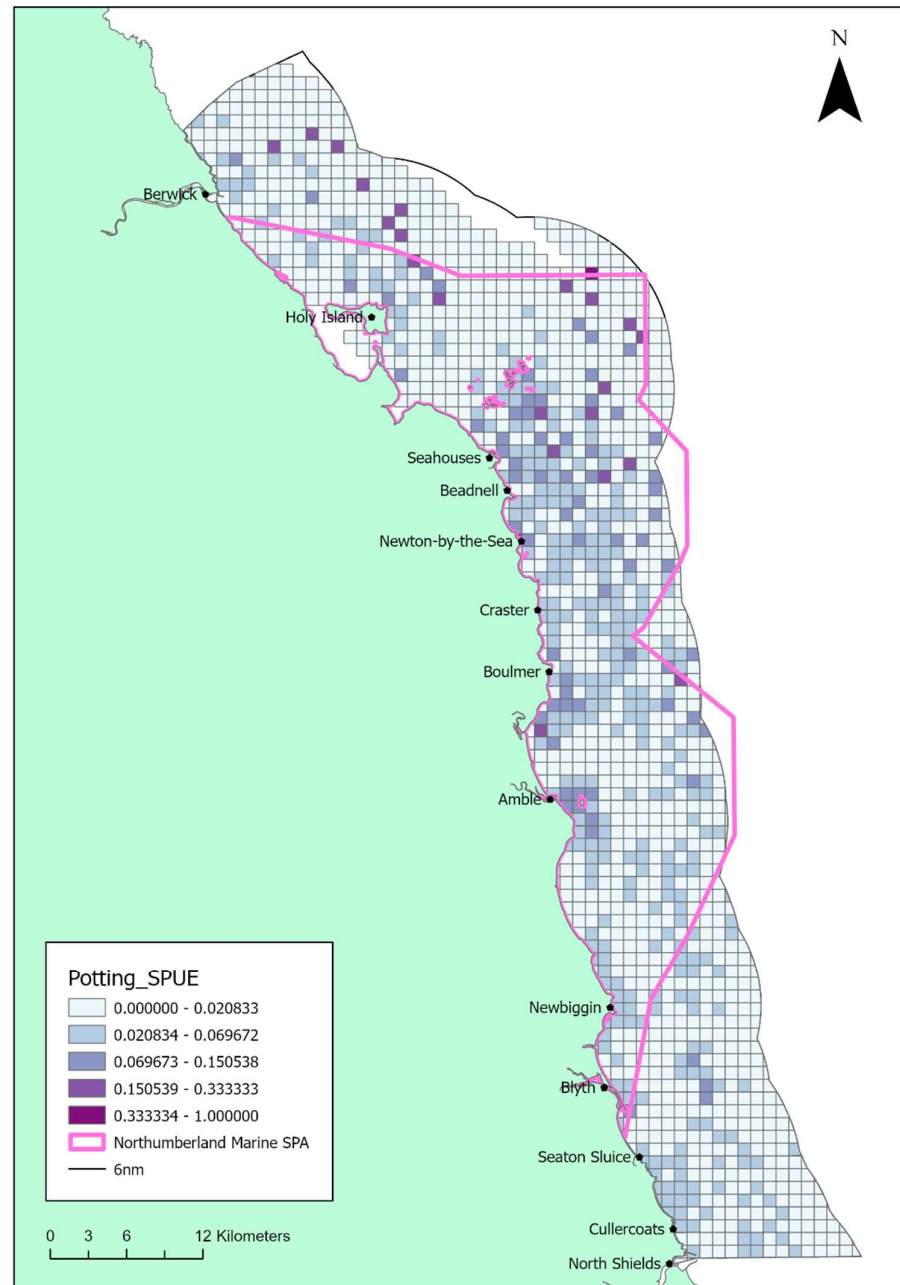 N
Berwick
Holy Island
Seahouses
Beadnell
Newton-by-the-Sea
Craster
Boulmer
Amble
Newbiggin
Blyth
Seaton Sluice
Cullercoats
North Shields
Potting_SPUE
0.000000 - 0.020833
0.020834 - 0.069672
0.069673 - 0.150538
0.150539 - 0.333333
0.333334 - 1.000000
Northumberland Marine SPA
6nm
0 3 6 12 Kilometers